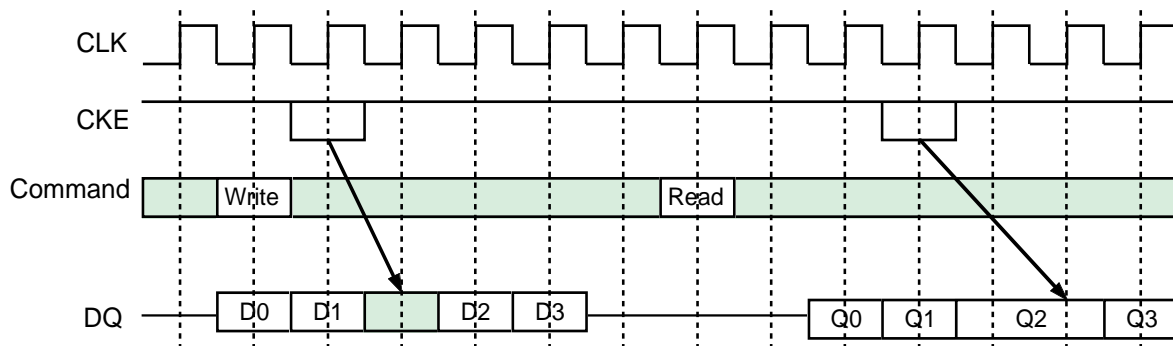 CLK
CKE
Command Write Read
DQ D0 D1 D2 D3 Q0 Q1 Q2 Q3